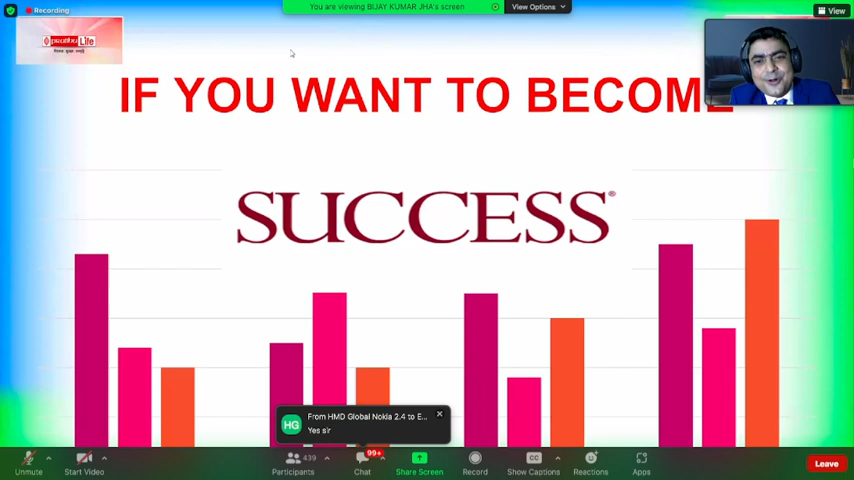 Recording
You are viewing BIJAY KUMAR JHA's screen
View Options
View
Life
IF YOU WANT TO BECOME
SUCCESS®
From HMD Global Nokia 2.4 to E...
Yes sir
HG
99+
439
Unmute
Start Video
Participants
Chat
Share Screen
Record
CC
Show Captions
Reactions
Apps
Leave